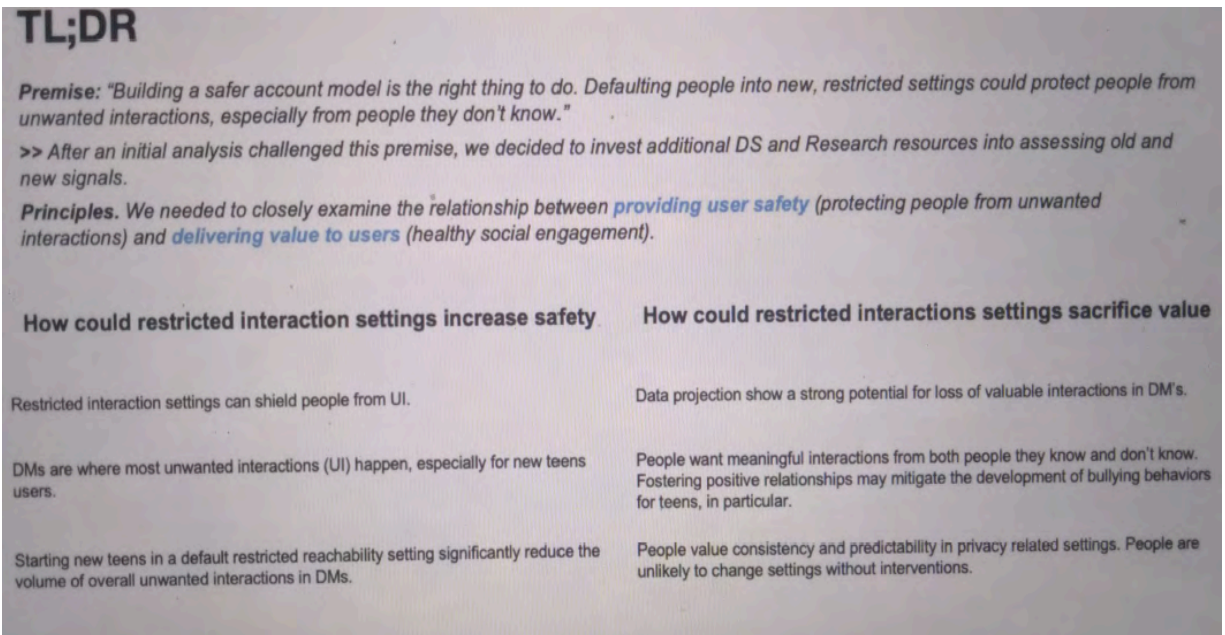 TL;DR
Premise: "Building a safer account model is the right thing to do. Defaulting people into new, restricted settings could protect people from
unwanted interactions, especially from people they don't know."
>> After an initial analysis challenged this premise, we decided to invest additional DS and Research resources into assessing old and
new signals.
Principles. We needed to closely examine the relationship between providing user safety (protecting people from unwanted
interactions) and delivering value to users (healthy social engagement).
How could restricted interaction settings increase safety
Restricted interaction settings can shield people from UI.
DMs are where most unwanted interactions (UI) happen, especially for new teens
users.
Starting new teens in a default restricted reachability setting significantly reduce the
volume of overall unwanted interactions in DMs.
How could restricted interactions settings sacrifice value
Data projection show a strong potential for loss of valuable interactions in DM's.
People want meaningful interactions from both people they know and don't know.
Fostering positive relationships may mitigate the development of bullying behaviors
for teens, in particular.
People value consistency and predictability in privacy related settings. People are
unlikely to change settings without interventions.